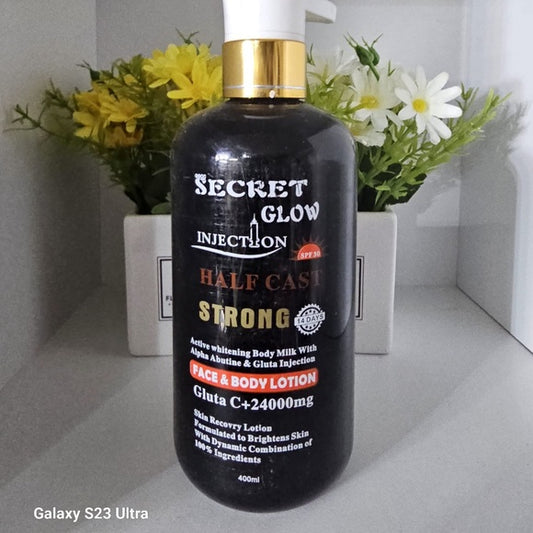 SECRET
GLOW
INJECTION
SPF 50
HALF CAST
STRONG
14 DAYS
Active whitening Body Milk With
Alpha Abutine & Gluta Injection
FACE & BODY LOTION
Gluta C+24000mg
Skin Recovry Lotion
Formulated to Brightens Skin
With Dynamic Combination of
100% Ingredients
400ml
Galaxy S23 Ultra